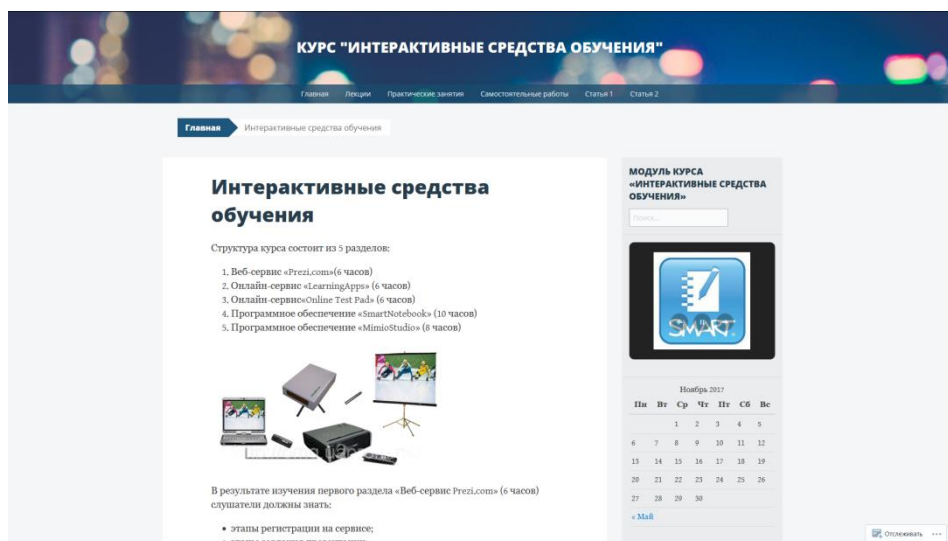 КУРС "ИНТЕРАКТИВНЫЕ СРЕДСТВА ОБУЧЕНИЯ"
Главная Лекции Практические занятия Самостоятельные работы Статья 1 Статья 2
Главная Интерактивные средства обучения
Интерактивные средства
обучения
Структура курса состоит из 5 разделов:
1. Веб-сервис «Prezi.com»(6 часов)
2. Онлайн-сервис «LearningApps» (6 часов)
3. Онлайн-сервис«Online Test Pad» (6 часов)
4. Программное обеспечение «SmartNotebook» (10 часов)
5. Программное обеспечение «MimioStudio» (8 часов)
В результате изучения первого раздела «Веб-сервис Prezi.com» (6 часов)
слушатели должны знать:
• этапы регистрации на сервисе;
МОДУЛЬ КУРСА
«ИНТЕРАКТИВНЫЕ СРЕДСТВА
ОБУЧЕНИЯ»
Поиск...
SMART
Ноябрь 2017
Пн Вт Ср Чт Пт Сб Вс
1 2 3 4 5
6 7 8 9 10 11 12
13 14 15 16 17 18 19
20 21 22 23 24 25 26
27 28 29 30
« Май
Отслеживать ...